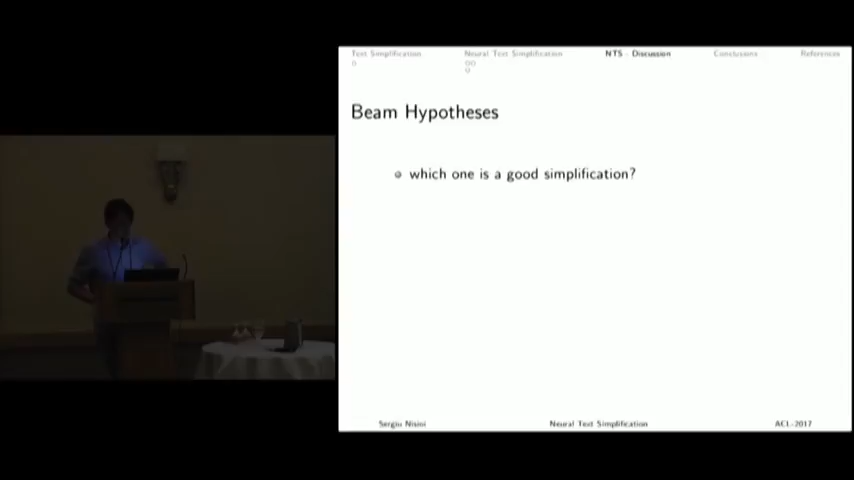 Text Simplification Neural Text Simplification NTS - Discussion Conclusions References
Beam Hypotheses
which one is a good simplification?
Sergiu Nisioi Neural Text Simplification ACL-2017